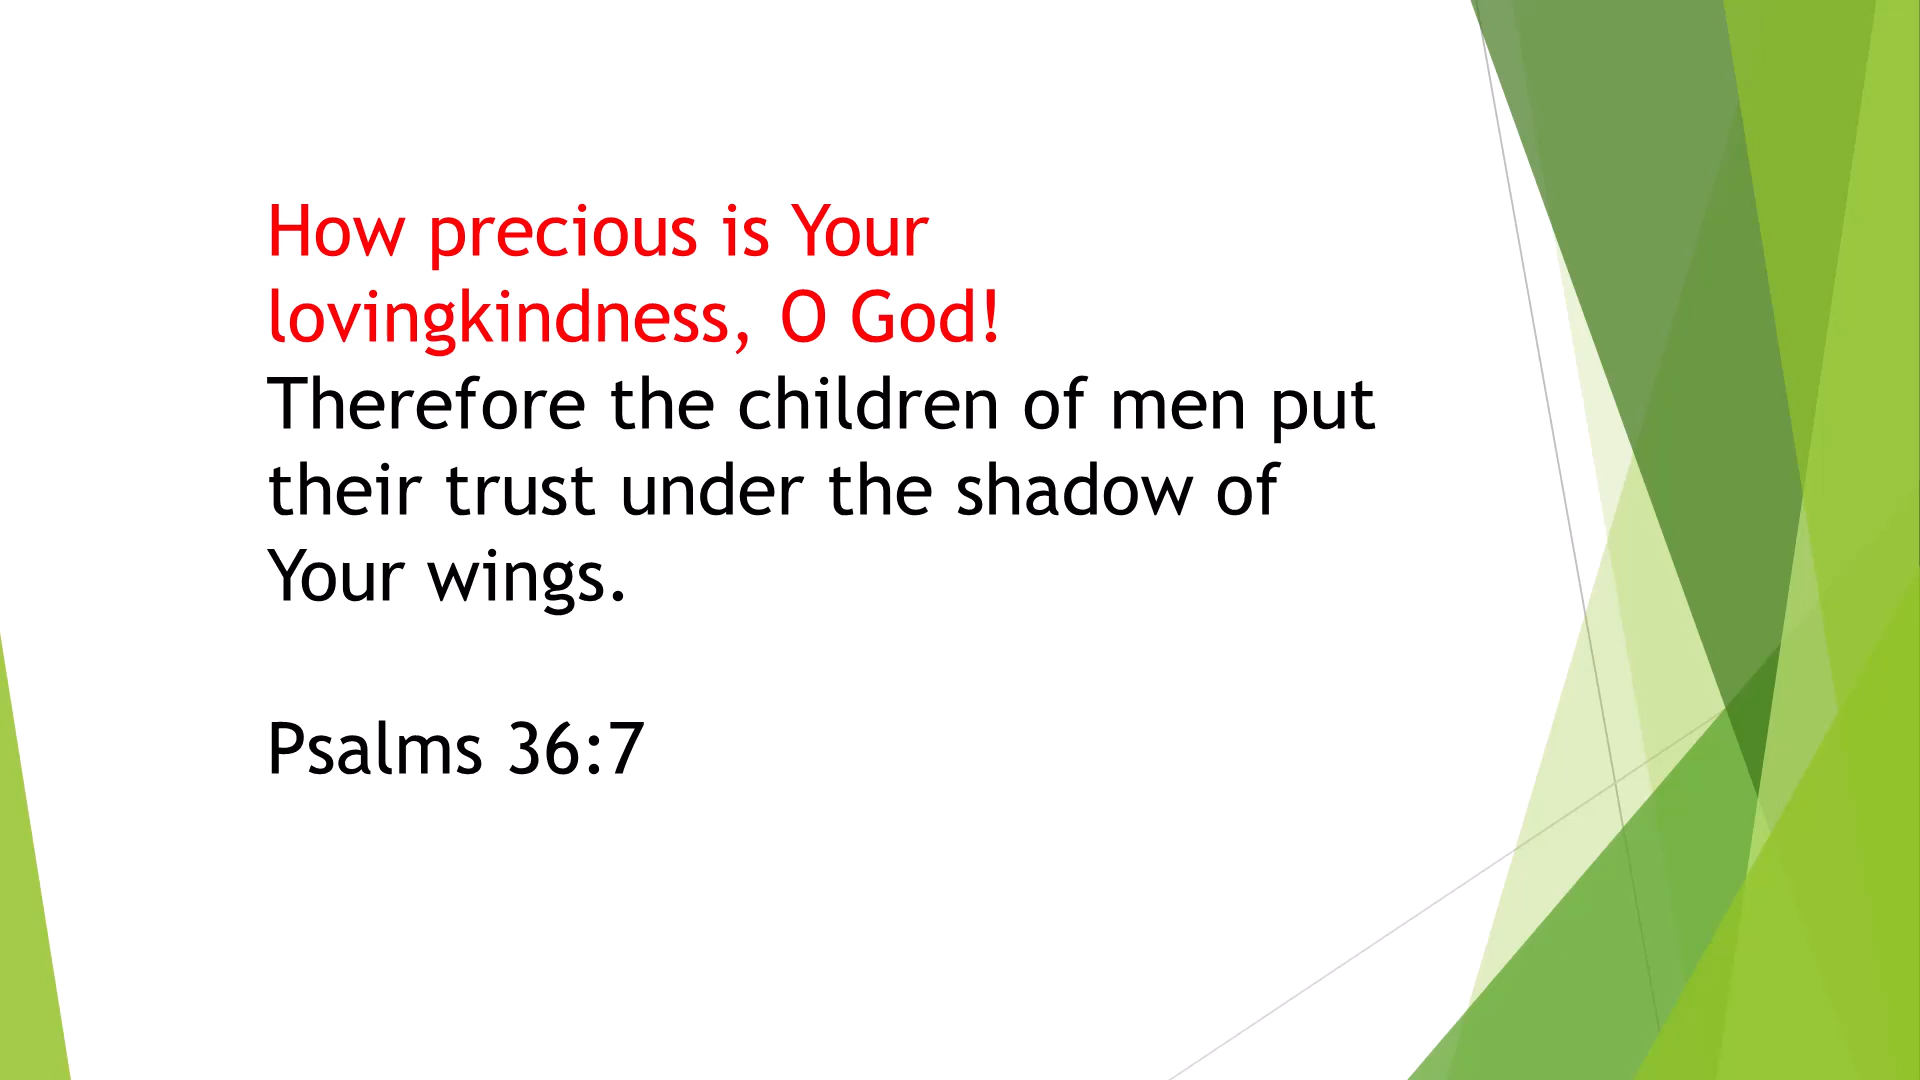 How precious is Your
lovingkindness, O God!
Therefore the children of men put
their trust under the shadow of
Your wings.
Psalms 36:7